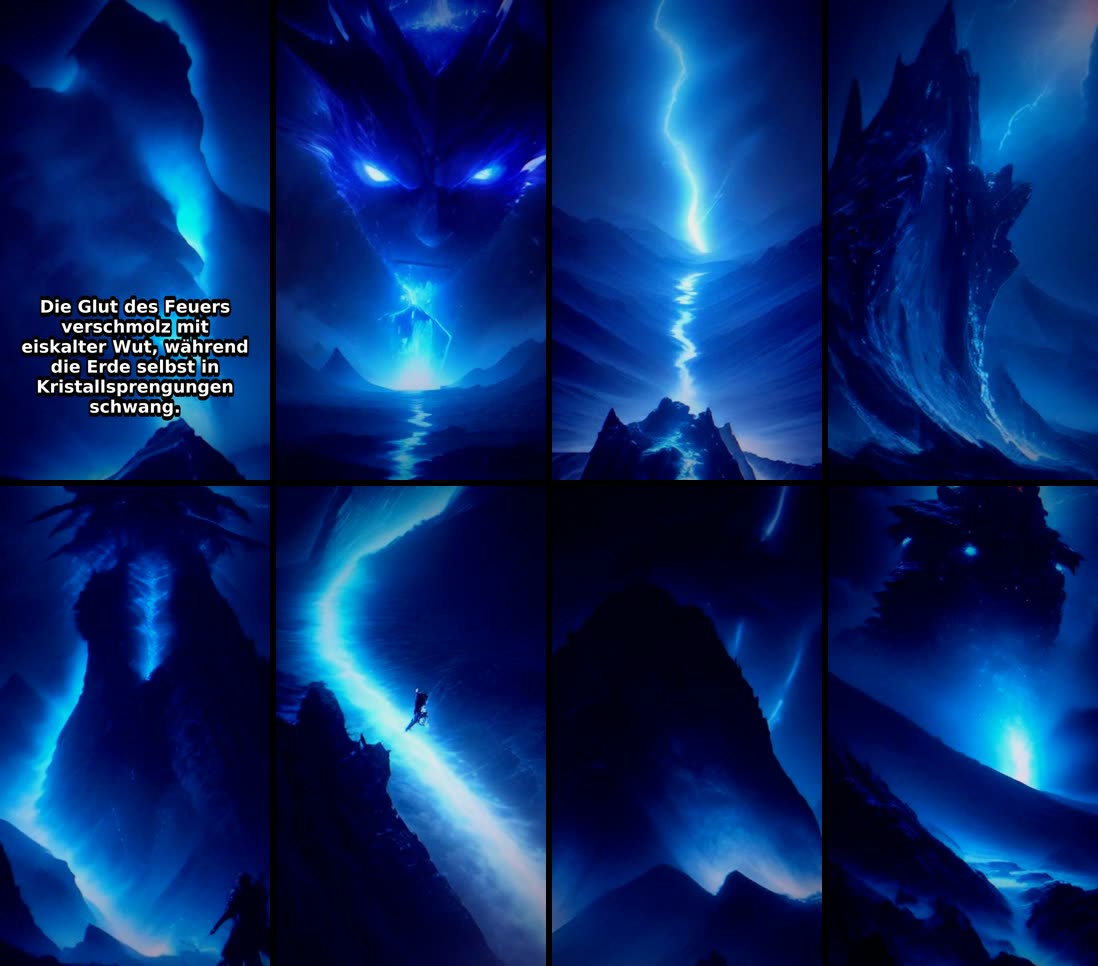 Die Glut des Feuers
verschmolz mit
eiskalter Wut, während
die Erde selbst in
Kristallsprengungen
schwang.